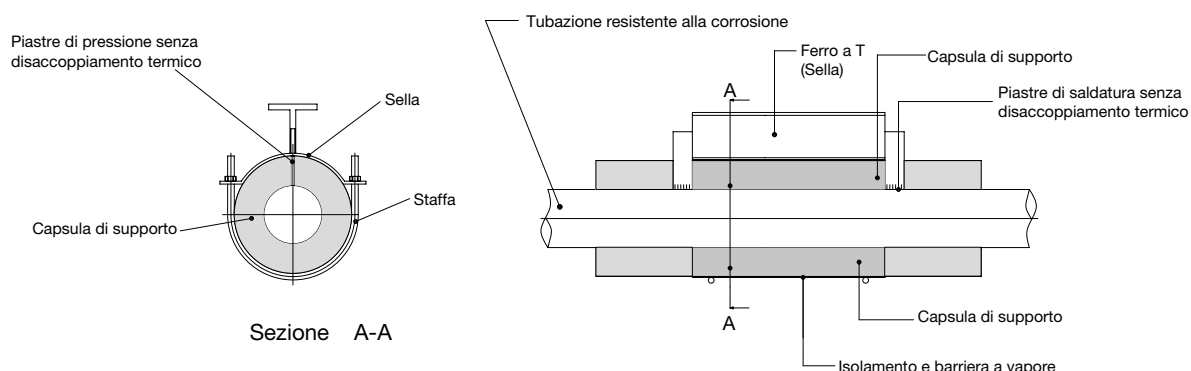 Piastre di pressione senza
disaccoppiamento termico
Sella
Staffa
Capsula di supporto
Sezione A-A
Tubazione resistente alla corrosione
Ferro a T
(Sella)
Capsula di supporto
Piastre di saldatura senza
disaccoppiamento termico
A
A
Capsula di supporto
Isolamento e barriera a vapore